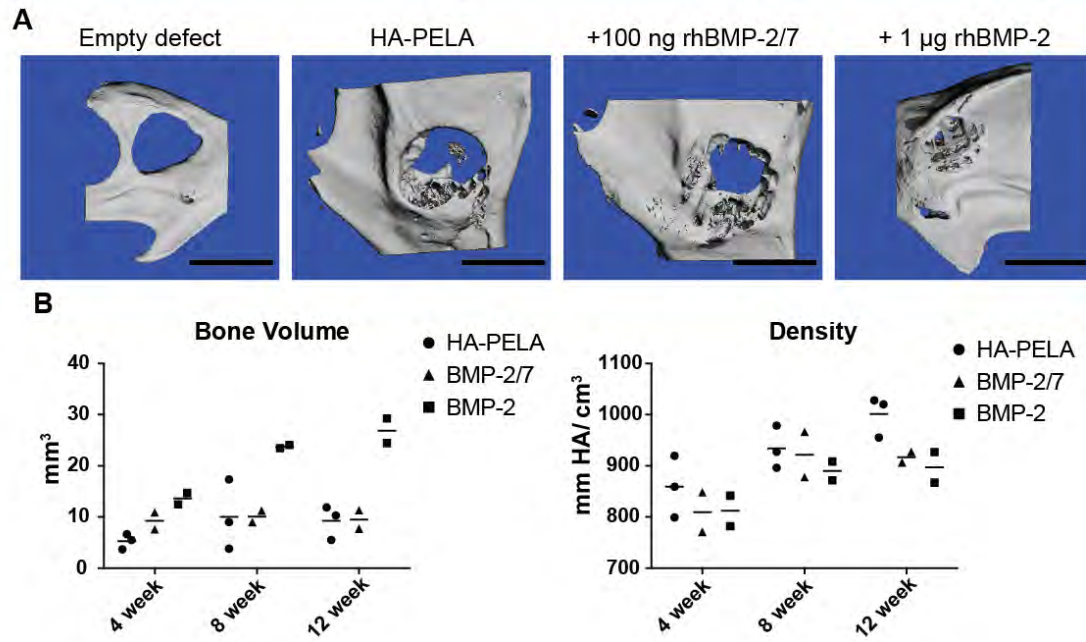 A
Empty defect HA-PELA +100 ng rhBMP-2/7 + 1 µg rhBMP-2
B
Bone Volume
mm³
40
30
20
10
0
4 week 8 week 12 week
HA-PELA
BMP-2/7
BMP-2
Density
mm HA/ cm³
1100
1000
900
800
700
4 week 8 week 12 week
HA-PELA
BMP-2/7
BMP-2